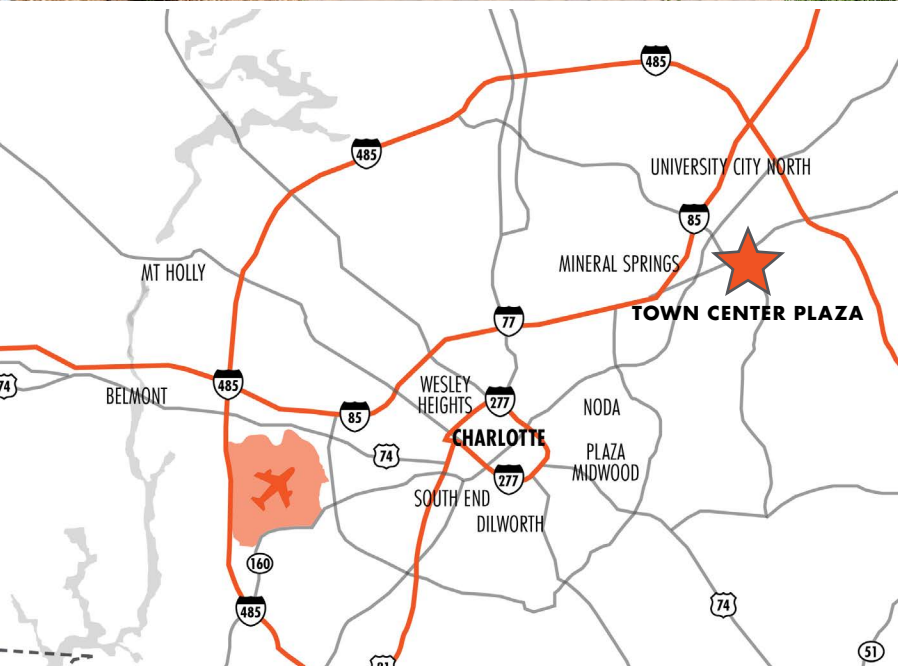 485
485
UNIVERSITY CITY NORTH
85
MINERAL SPRINGS
MT HOLLY
TOWN CENTER PLAZA
77
74
485
BELMONT
WESLEY
HEIGHTS
277
85
NODA
CHARLOTTE
74
PLAZA
MIDWOOD
277
SOUTH END
DILWORTH
160
485
74
51